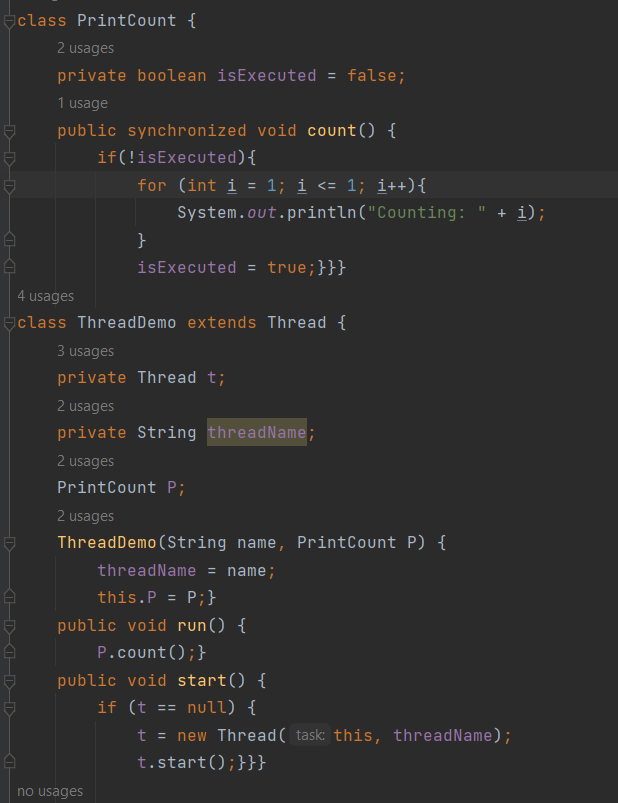 class PrintCount {
2 usages
private boolean isExecuted = false;
1 usage
public synchronized void count() {
if(!isExecuted){
for (int i = 1; i <= 1; i++){
System.out.println("Counting: " + i);
}
isExecuted = true;}}}
4 usages
class ThreadDemo extends Thread {
3 usages
private Thread t;
2 usages
private String threadName;
2 usages
PrintCount P;
2 usages
ThreadDemo(String name, PrintCount P) {
threadName = name;
this.P = P;}
public void run() {
P.count();}
public void start() {
if (t == null) {
t = new Thread( task: this, threadName);
t.start();}}}
no usages